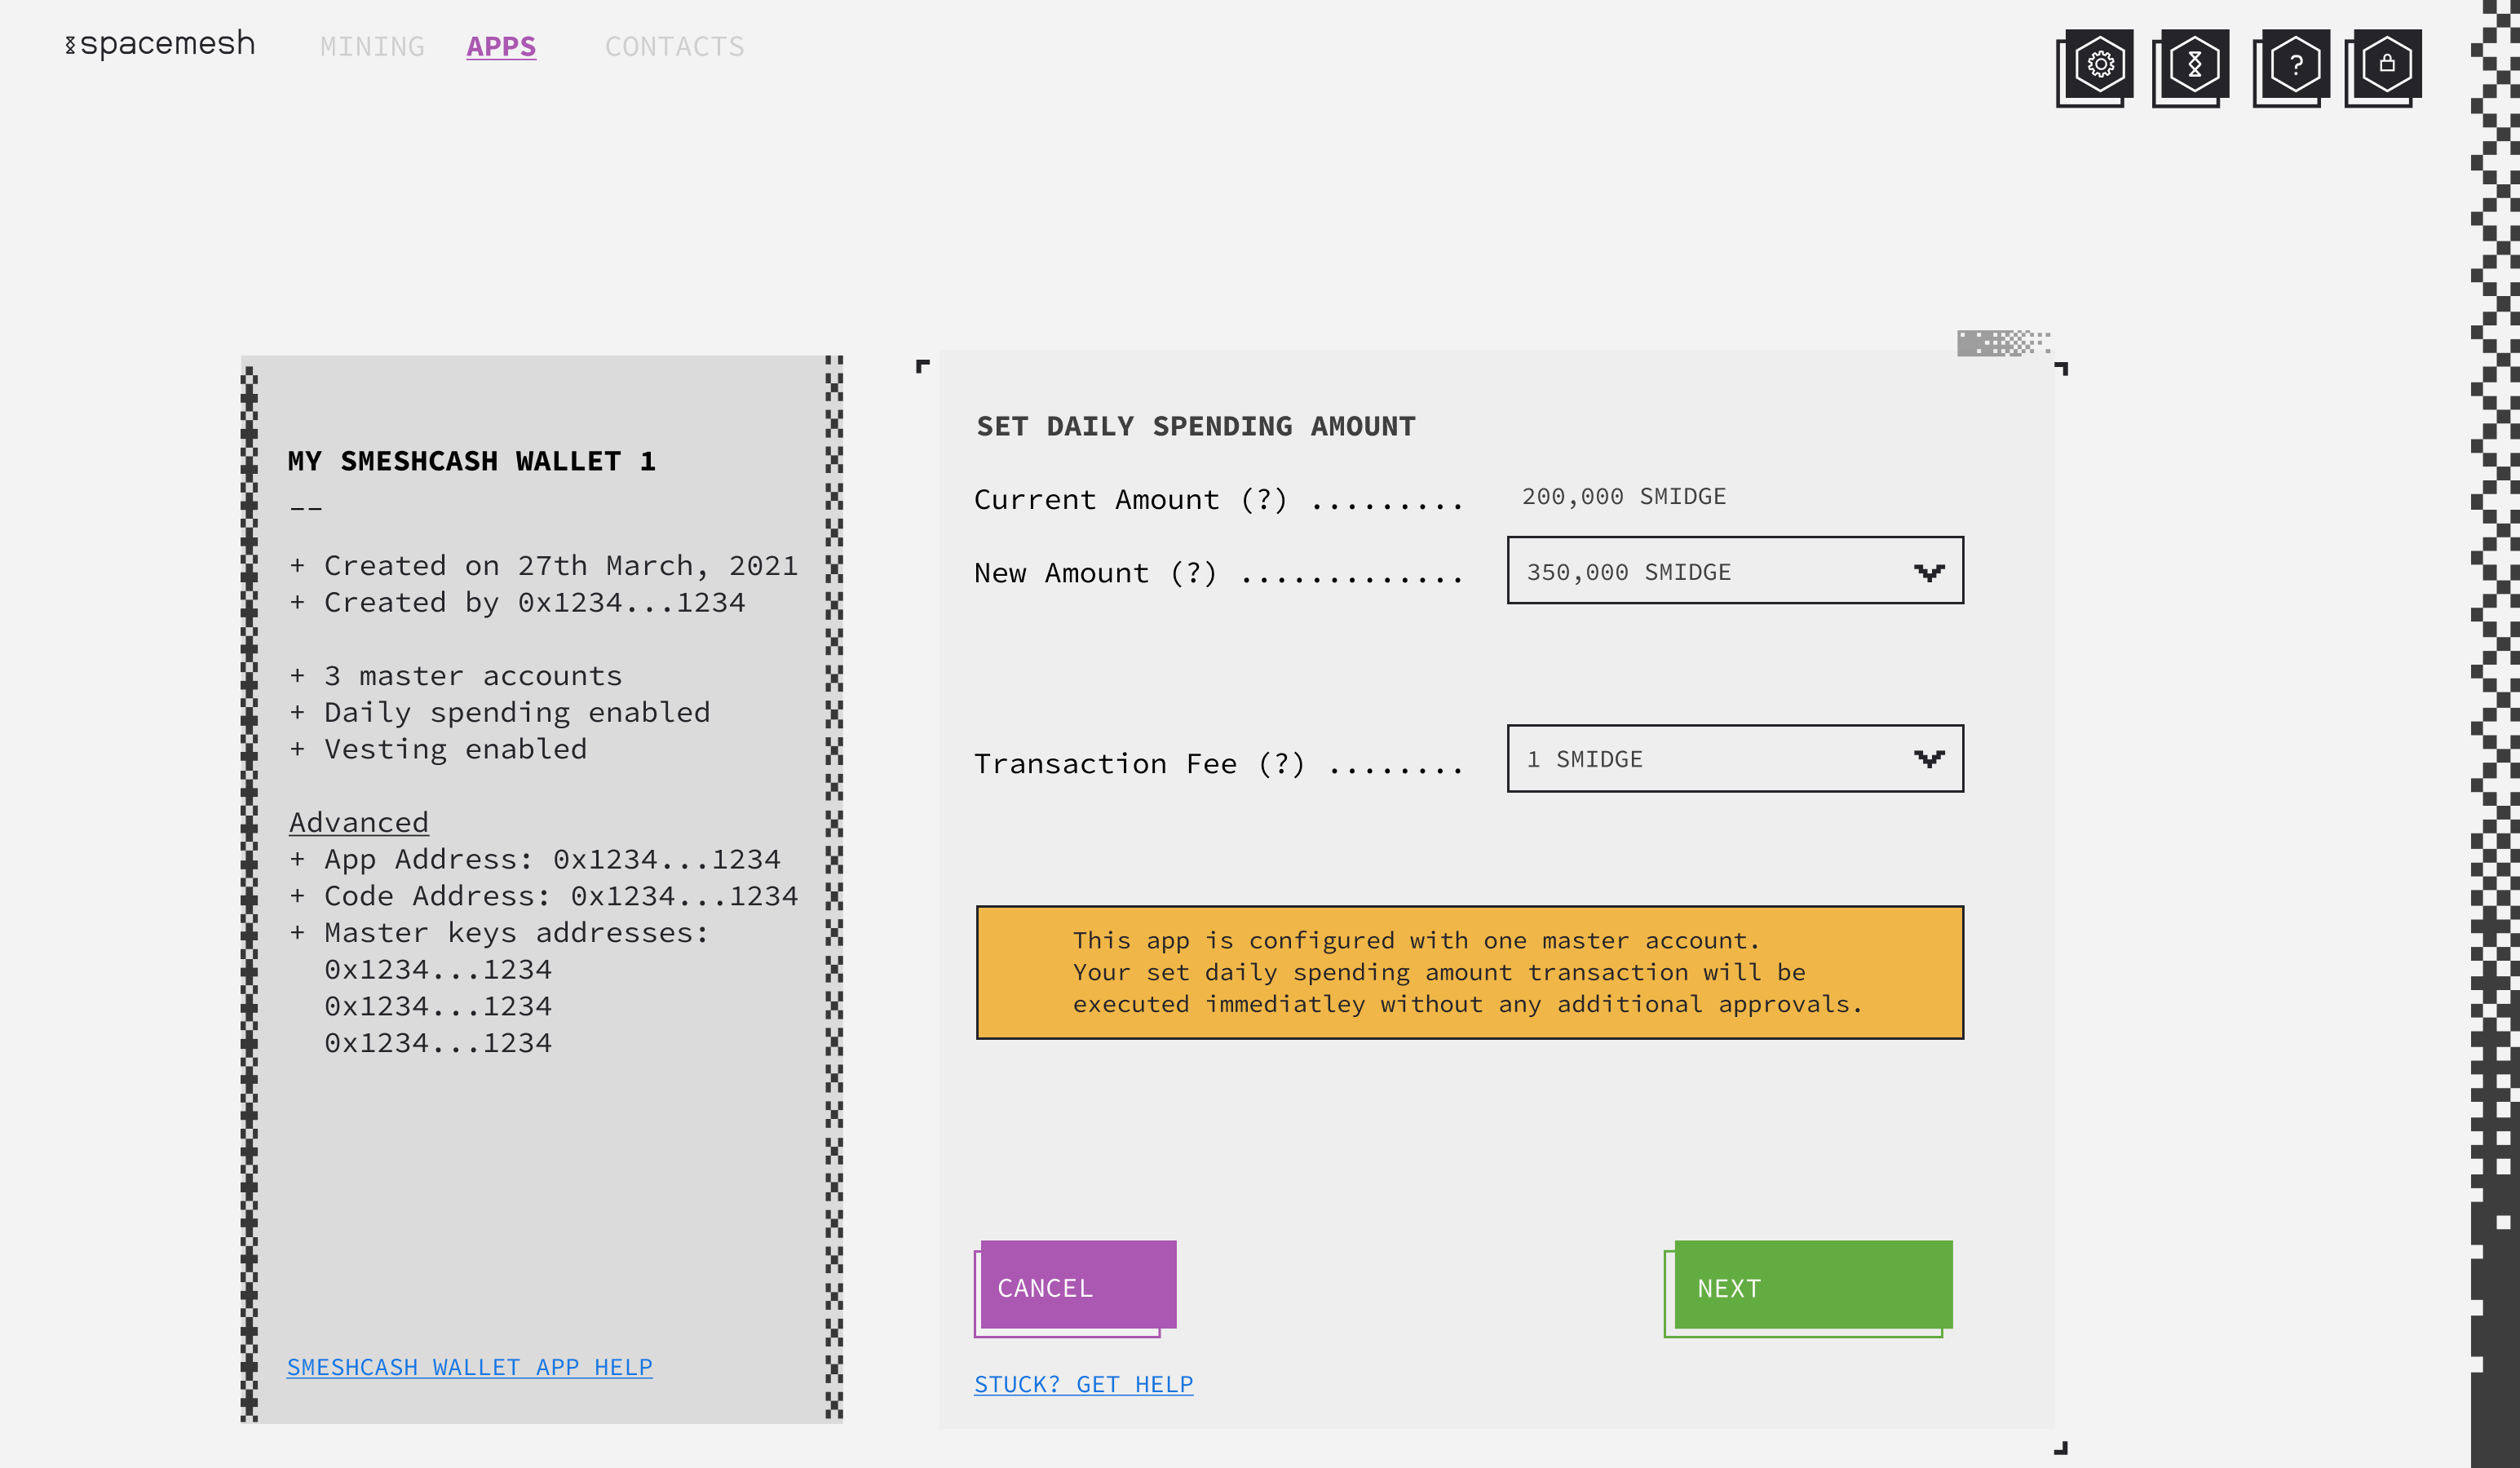 spacemesh MINING APPS CONTACTS
?
MY SMESHCASH WALLET 1
––
+ Created on 27th March, 2021
+ Created by 0x1234...1234
+ 3 master accounts
+ Daily spending enabled
+ Vesting enabled
Advanced
+ App Address: 0x1234...1234
+ Code Address: 0x1234...1234
+ Master keys addresses:
0x1234...1234
0x1234...1234
0x1234...1234
SMESHCASH WALLET APP HELP
SET DAILY SPENDING AMOUNT
Current Amount (?) ......... 200,000 SMIDGE
New Amount (?) ............. 350,000 SMIDGE
Transaction Fee (?) ........ 1 SMIDGE
This app is configured with one master account.
Your set daily spending amount transaction will be
executed immediatley without any additional approvals.
CANCEL NEXT
STUCK? GET HELP